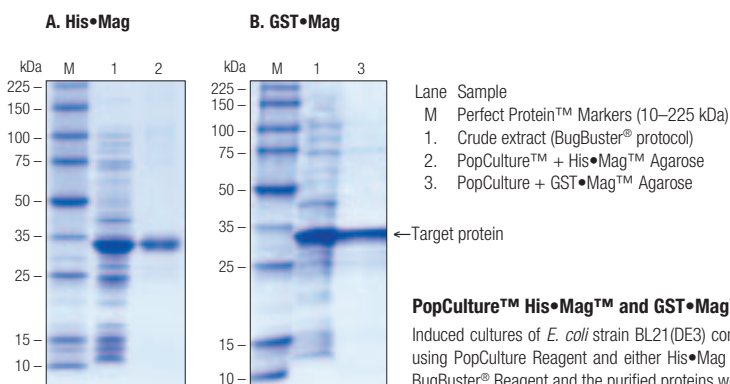 A. His•Mag
B. GST•Mag
kDa M 1 2
225
150
100
75
50
35
25
15
10
kDa M 1 3
225
150
100
75
50
35
25
15
10
Lane Sample
M Perfect Protein™ Markers (10–225 kDa)
1. Crude extract (BugBuster® protocol)
2. PopCulture™ + His•Mag™ Agarose
3. PopCulture + GST•Mag™ Agarose
←Target protein
PopCulture™ His•Mag™ and GST•Mag
Induced cultures of E. coli strain BL21(DE3)
using PopCulture Reagent and either His•Mag
BugBuster® Reagent and the purified proteins